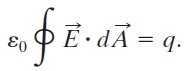 ε₀ ∮ E⃗ · dA⃗ = q.